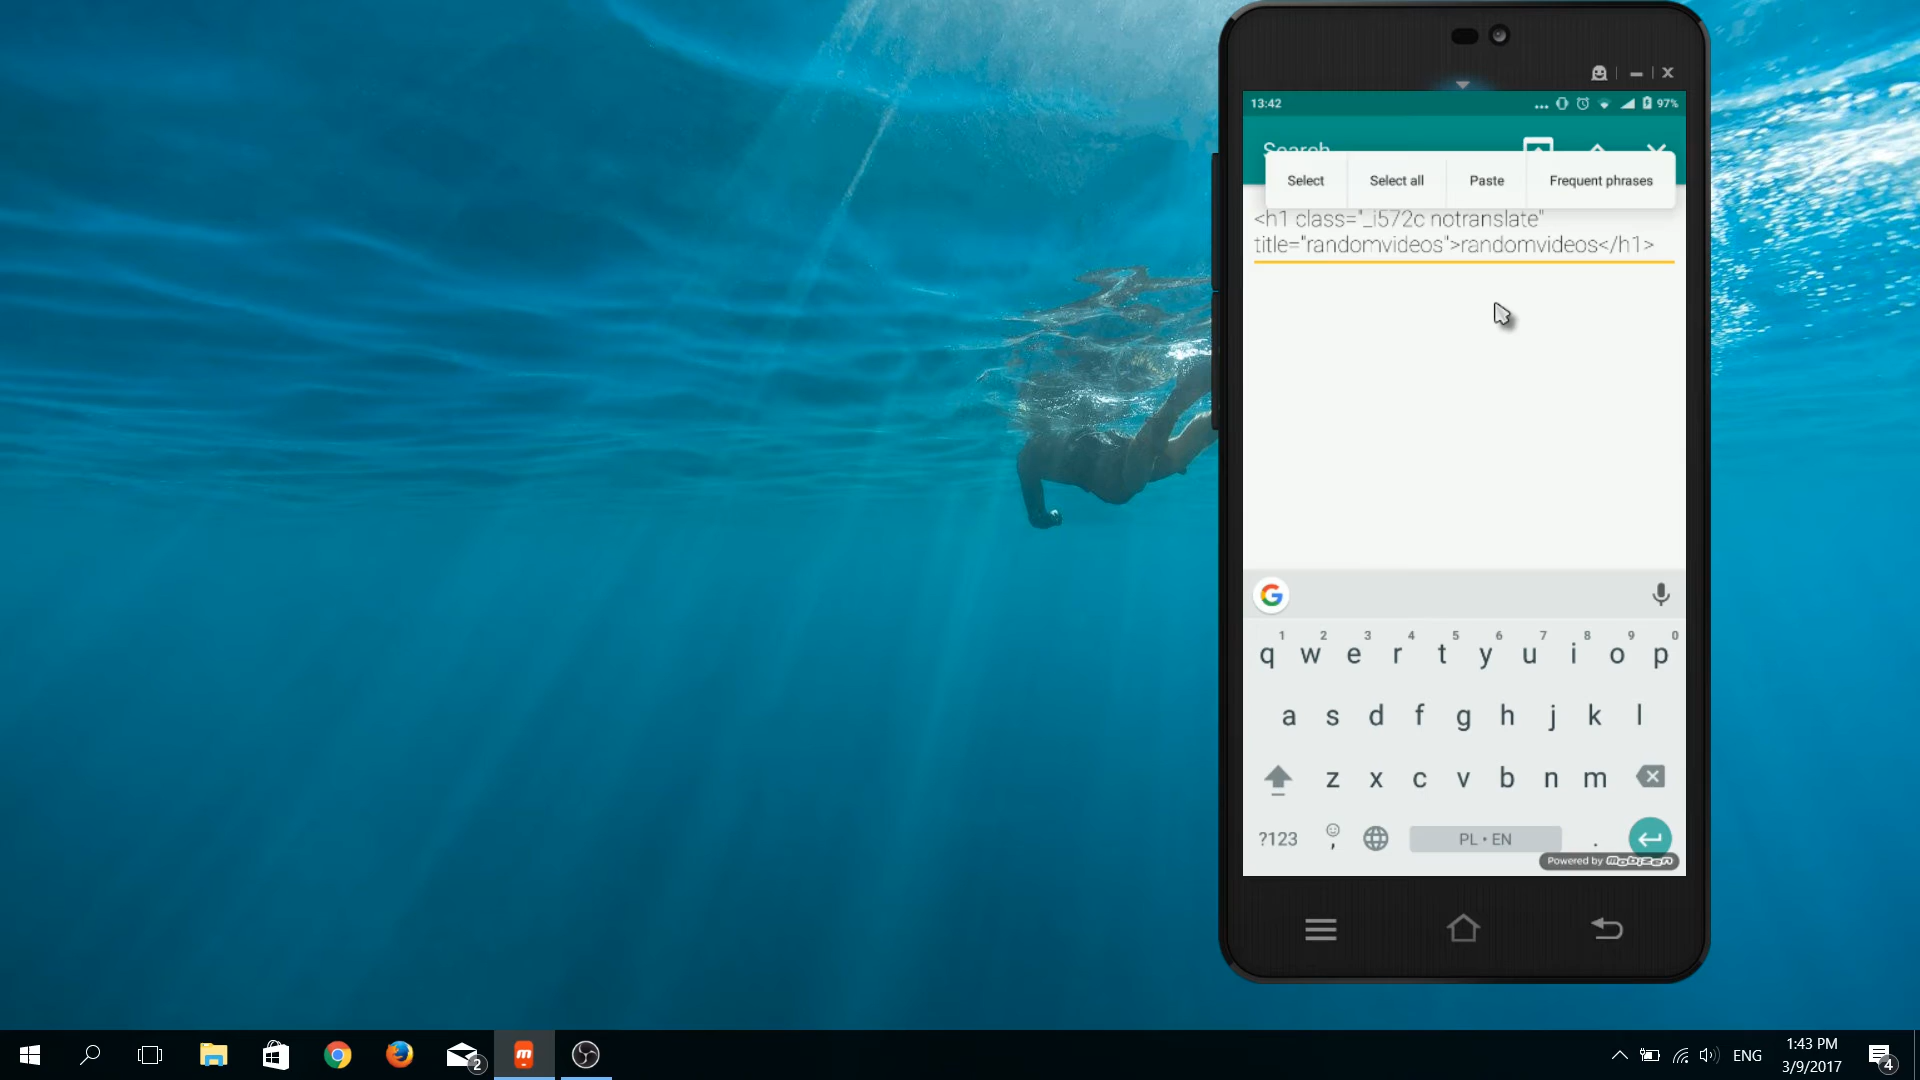 13:42
97%
Search
Select
Select all
Paste
Frequent phrases
<h1 class="_i572c notranslate"
title="randomvideos">randomvideos</h1>
1 2 3 4 5 6 7 8 9 0
q w e r t y u i o p
a s d f g h j k l
z x c v b n m
?123 , PL • EN .
Powered by mobizen
2
ENG
1:43 PM
3/9/2017
4